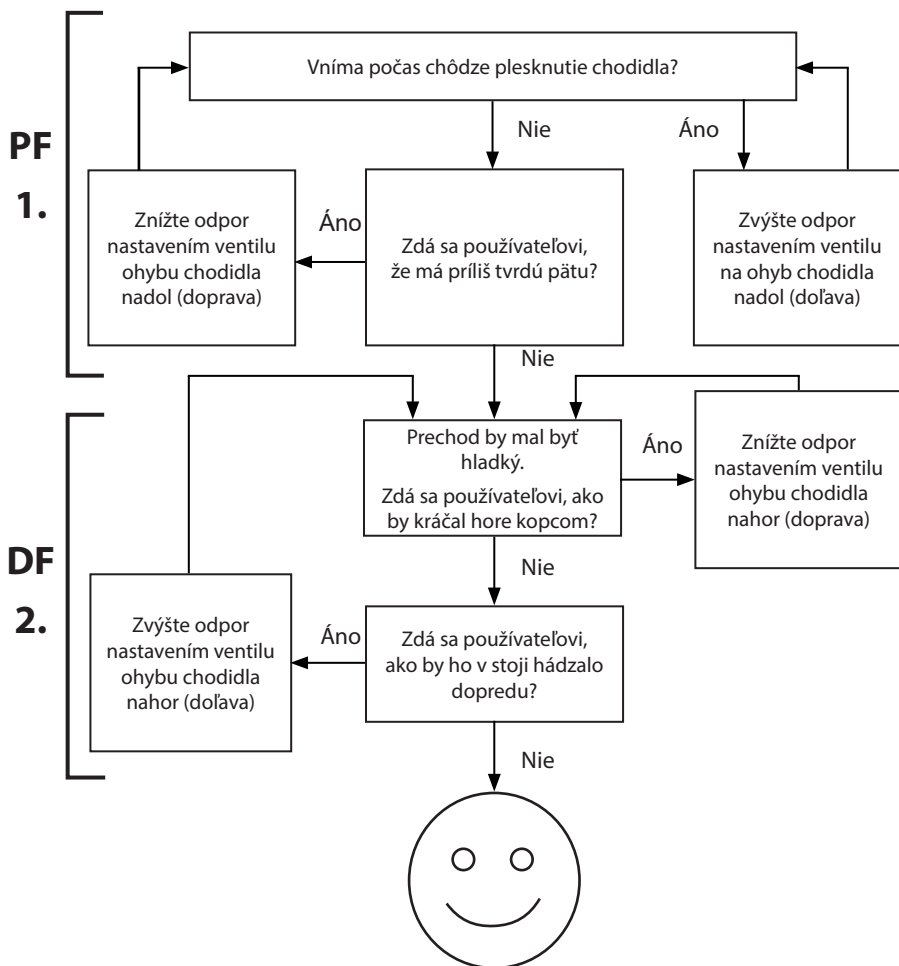 PF
1.
Vníma počas chôdze plesknutie chodidla?
Nie
Áno
Znížte odpor
nastavením ventilu
ohybu chodidla
nadol (doprava)
Áno
Zdá sa používateľovi,
že má príliš tvrdú pätu?
Zvýšte odpor
nastavením ventilu
na ohyb chodidla
nadol (doľava)
Nie
DF
2.
Prechod by mal byť
hladký.
Zdá sa používateľovi, ako
by kráčal hore kopcom?
Áno
Znížte odpor
nastavením ventilu
ohybu chodidla
nahor (doprava)
Nie
Zvýšte odpor
nastavením ventilu
ohybu chodidla
nahor (doľava)
Áno
Zdá sa používateľovi,
ako by ho v stoji hádzalo
dopredu?
Nie